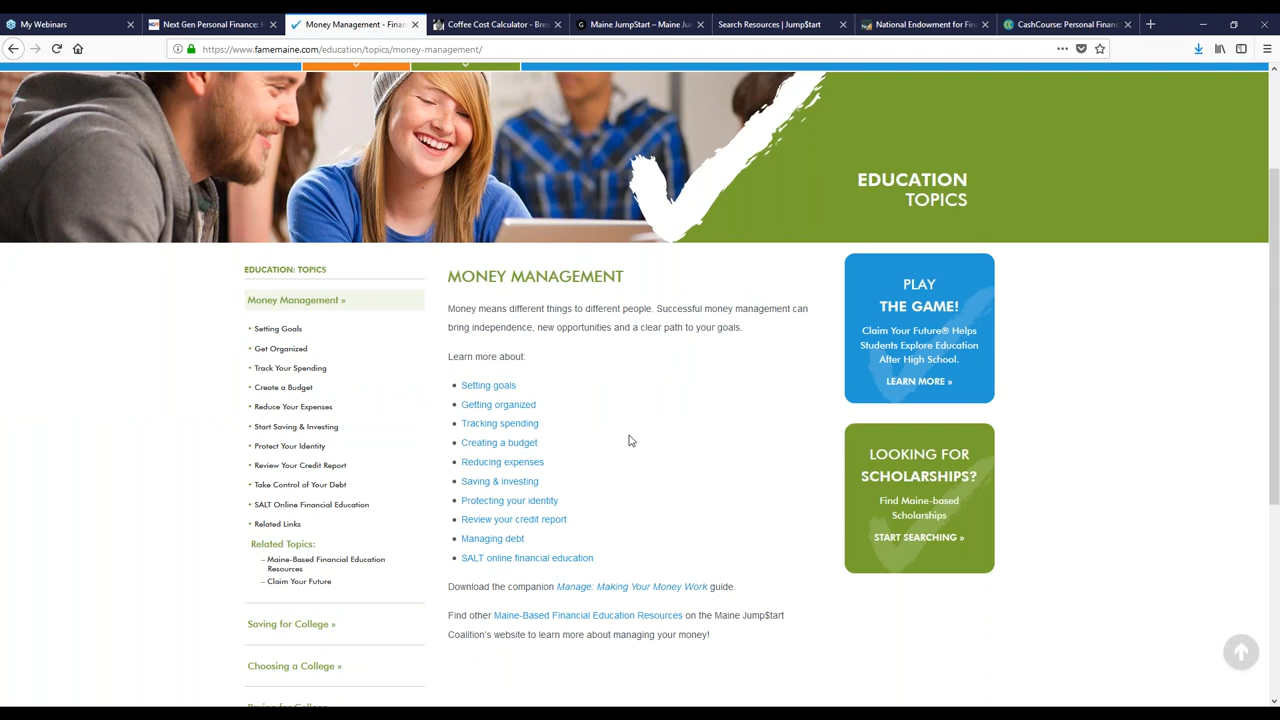 My Webinars
Next Gen Personal Finance: H
Money Management - Finan
Coffee Cost Calculator - Brea
Maine JumpStart – Maine Jum
Search Resources | Jump$tart
National Endowment for Fin
CashCourse: Personal Financ
https://www.famemaine.com/education/topics/money-management/
EDUCATION
TOPICS
EDUCATION: TOPICS
Money Management »
Setting Goals
Get Organized
Track Your Spending
Create a Budget
Reduce Your Expenses
Start Saving & Investing
Protect Your Identity
Review Your Credit Report
Take Control of Your Debt
SALT Online Financial Education
Related Links
Related Topics:
– Maine-Based Financial Education
Resources
– Claim Your Future
Saving for College »
Choosing a College »
MONEY MANAGEMENT
Money means different things to different people. Successful money management can
bring independence, new opportunities and a clear path to your goals.
Learn more about:
• Setting goals
• Getting organized
• Tracking spending
• Creating a budget
• Reducing expenses
• Saving & investing
• Protecting your identity
• Review your credit report
• Managing debt
• SALT online financial education
Download the companion Manage: Making Your Money Work guide.
Find other Maine-Based Financial Education Resources on the Maine Jump$tart
Coalition's website to learn more about managing your money!
PLAY
THE GAME!
Claim Your Future® Helps
Students Explore Education
After High School.
LEARN MORE »
LOOKING FOR
SCHOLARSHIPS?
Find Maine-based
Scholarships
START SEARCHING »